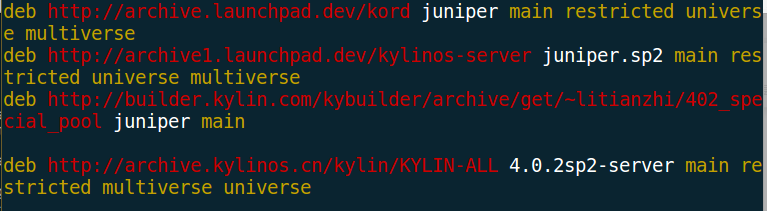 deb http://archive.launchpad.dev/kord juniper main restricted univers
e multiverse
deb http://archive1.launchpad.dev/kylinos-server juniper.sp2 main res
tricted universe multiverse
deb http://builder.kylin.com/kybuilder/archive/get/~litianzhi/402_spe
cial_pool juniper main
deb http://archive.kylinos.cn/kylin/KYLIN-ALL 4.0.2sp2-server main re
stricted multiverse universe